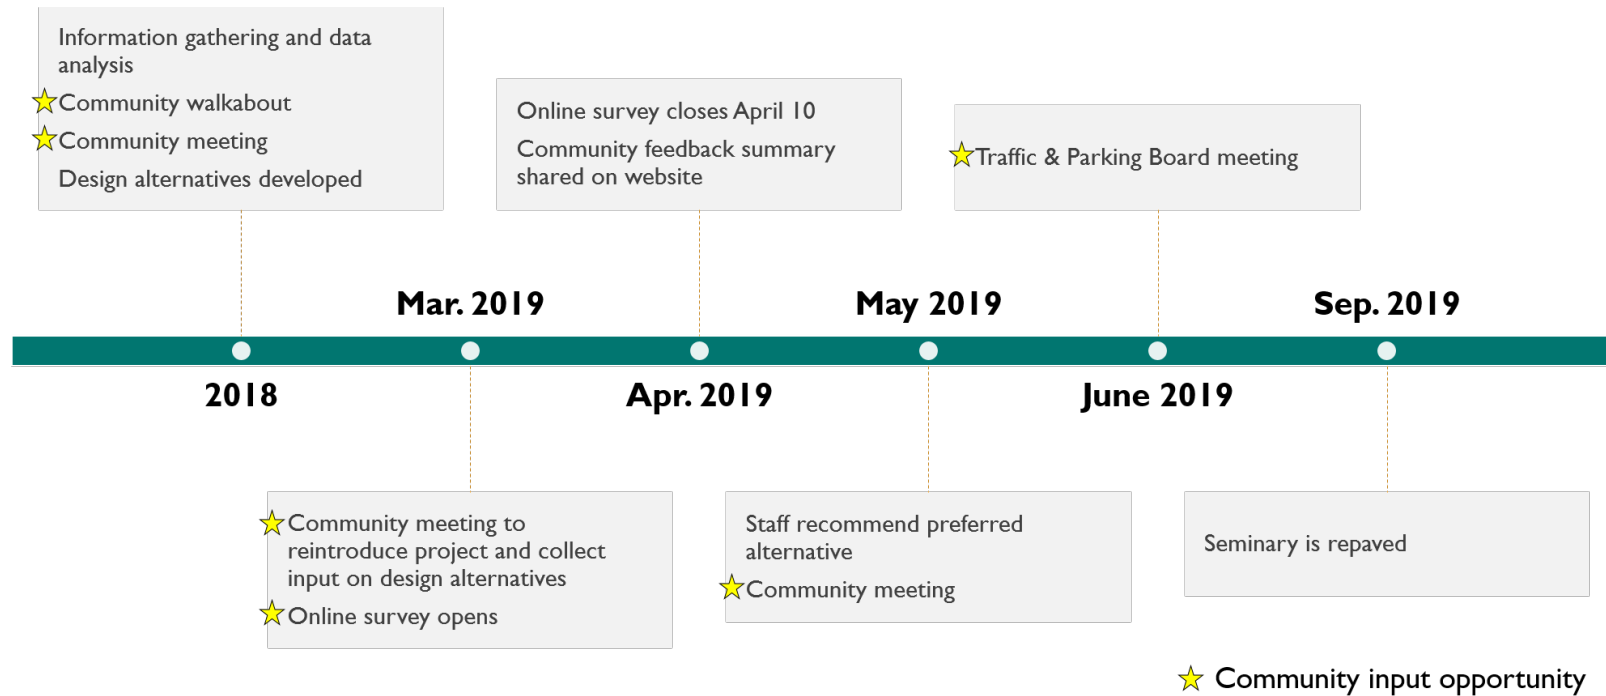 Information gathering and data
analysis
Community walkabout
Community meeting
Design alternatives developed
Online survey closes April 10
Community feedback summary
shared on website
Traffic & Parking Board meeting
Mar. 2019
May 2019
Sep. 2019
2018
Apr. 2019
June 2019
Community meeting to
reintroduce project and collect
input on design alternatives
Online survey opens
Staff recommend preferred
alternative
Community meeting
Seminary is repaved
Community input opportunity